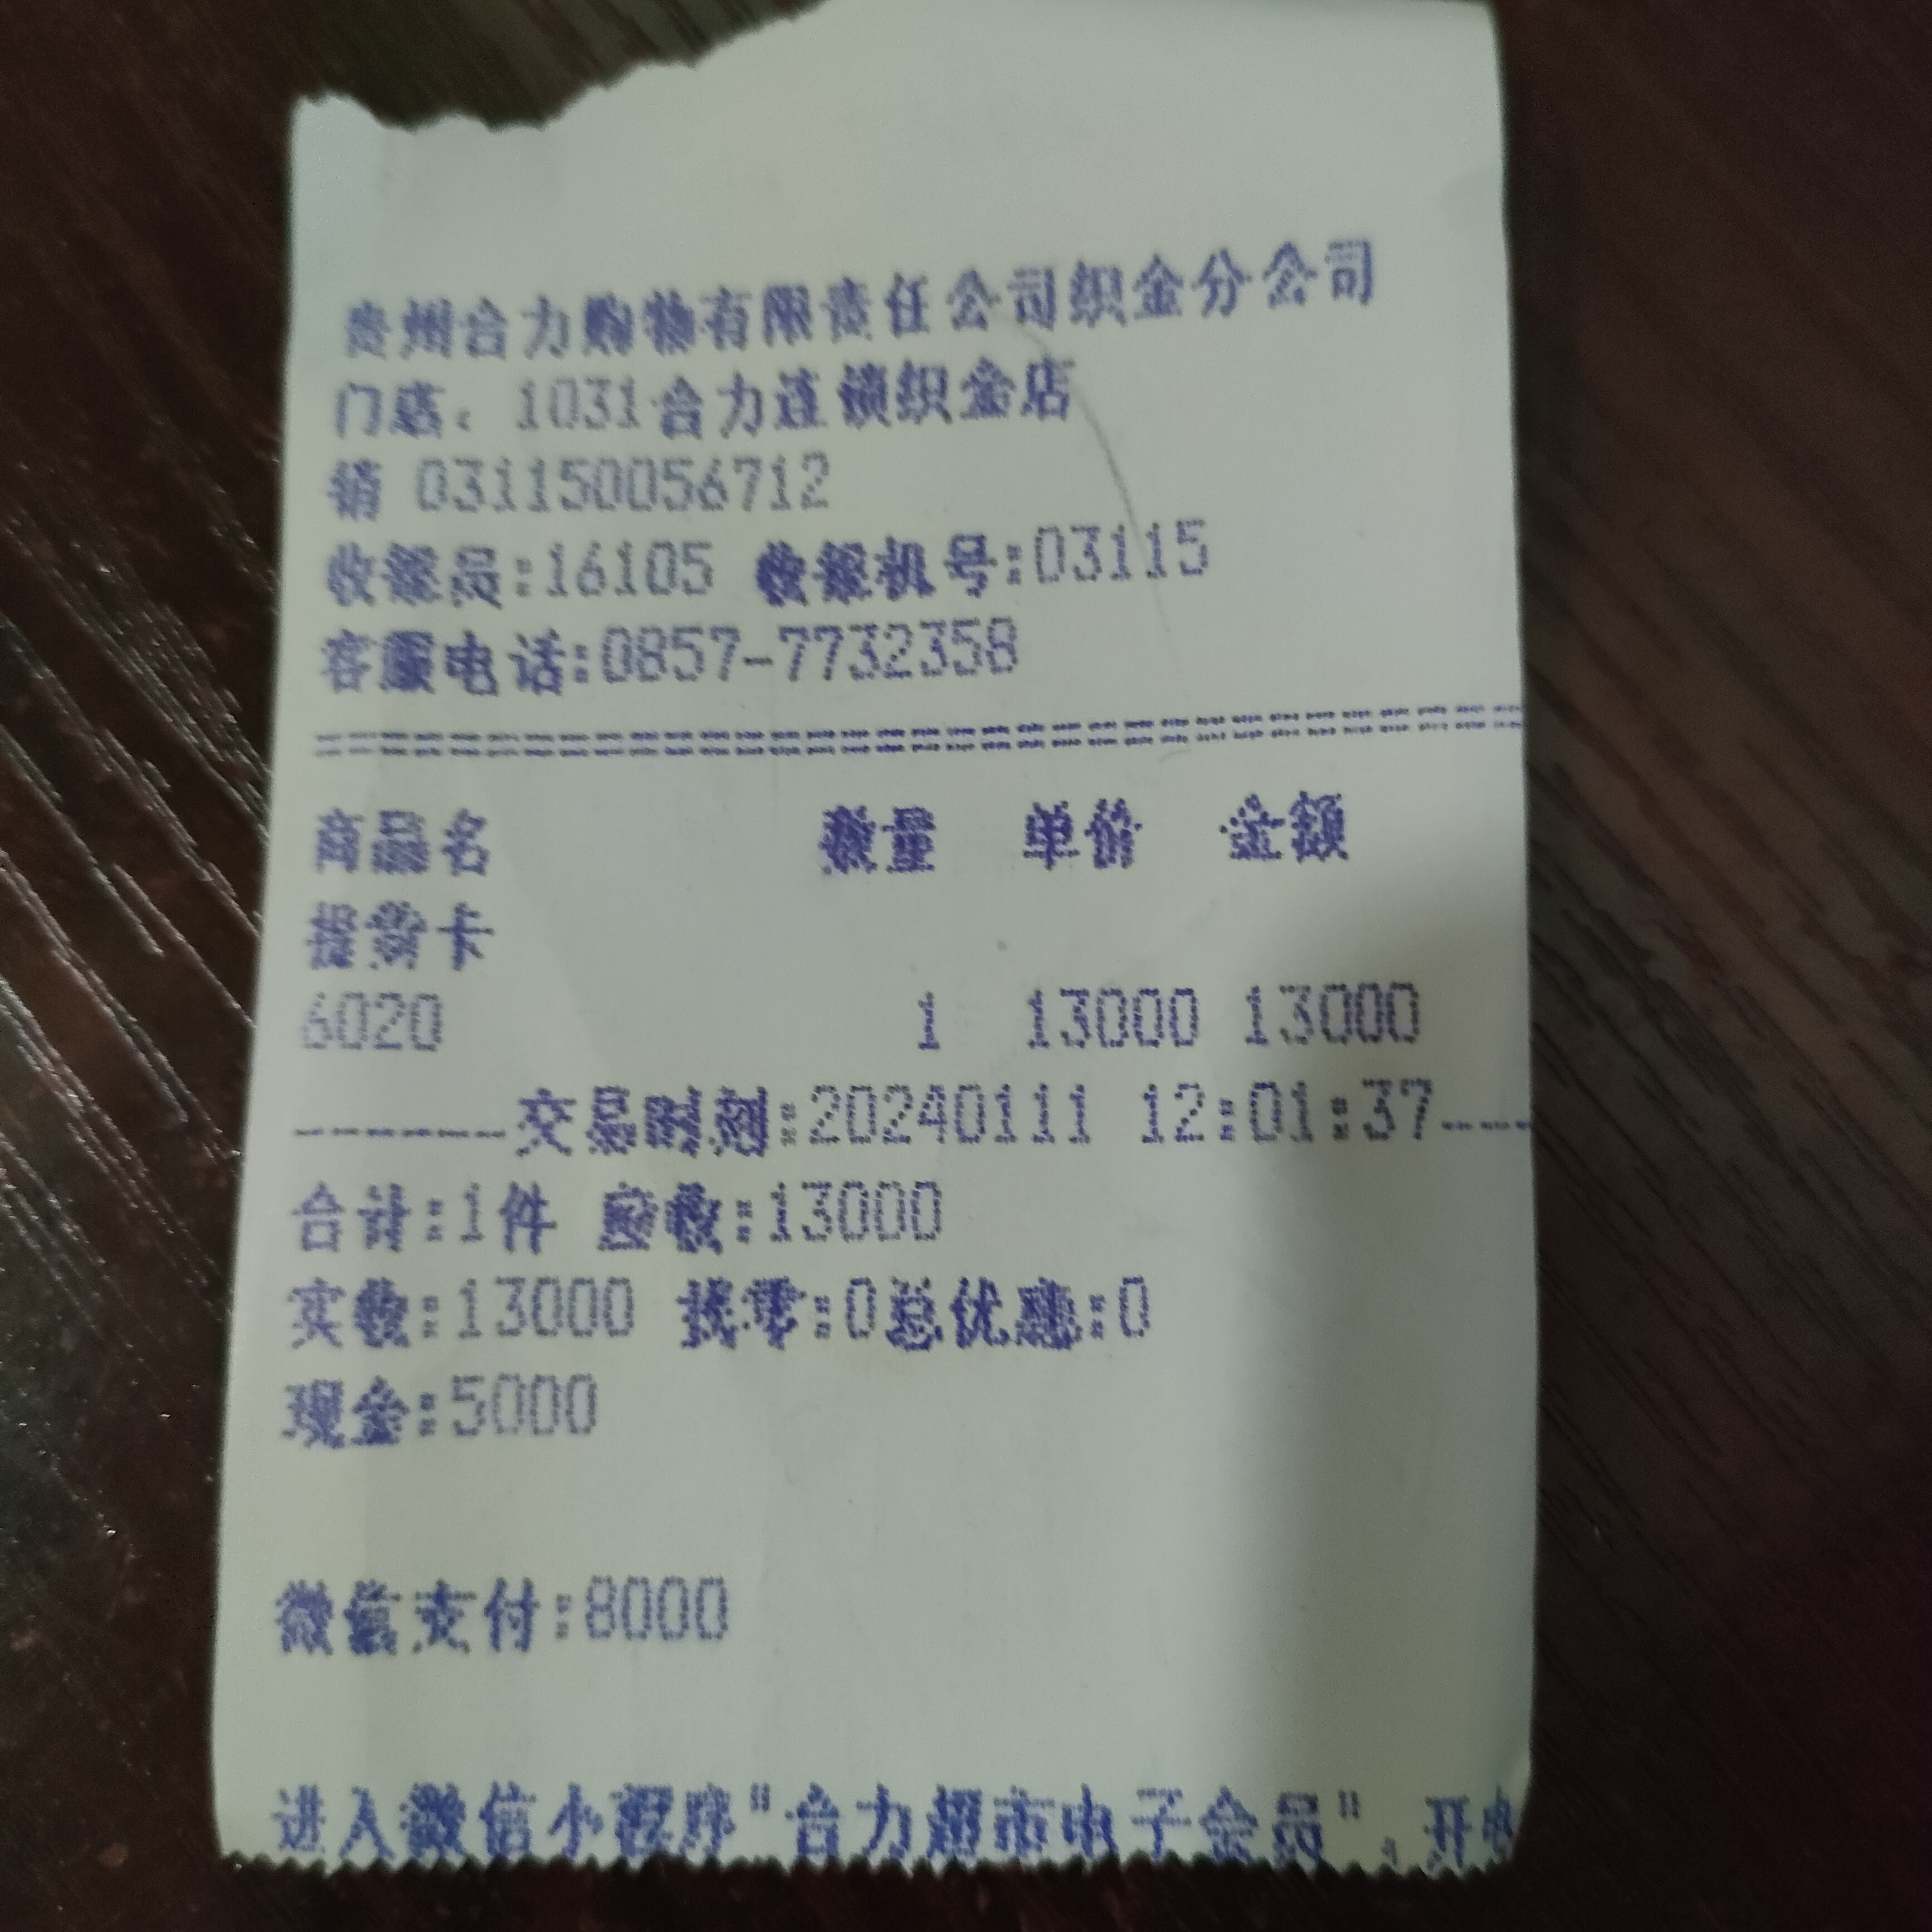 贵州合力购物有限责任公司织金分公司
门店: 1031合力连锁织金店
销 031150056712
收银员:16105 收银机号:03115
客服电话:0857-7732358
商品名 数量 单价 金额
提货卡
6020 1 13000 13000
--------交易时刻:20240111 12:01:37----
合计:1件 应收:13000
实收:13000 找零:0总优惠:0
现金:5000
微信支付:8000
进入微信小程序"合力超市电子会员",开